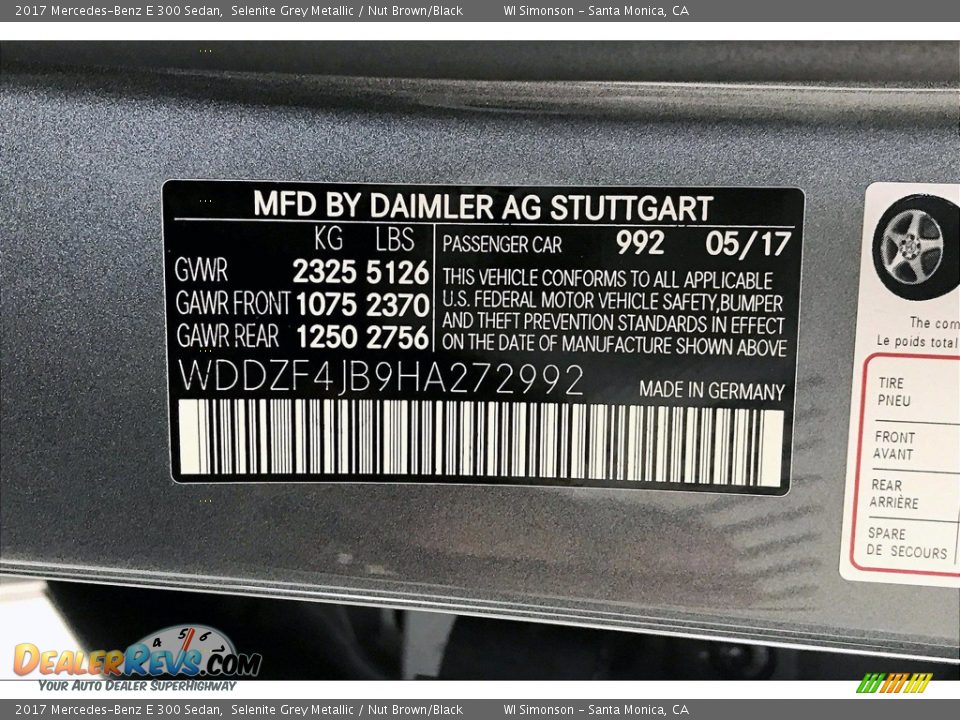 2017 Mercedes-Benz E 300 Sedan, Selenite Grey Metallic / Nut Brown/Black WI Simonson - Santa Monica, CA
MFD BY DAIMLER AG STUTTGART
KG LBS
GVWR 2325 5126
GAWR FRONT 1075 2370
GAWR REAR 1250 2756
PASSENGER CAR 992 05/17
THIS VEHICLE CONFORMS TO ALL APPLICABLE
U.S. FEDERAL MOTOR VEHICLE SAFETY,BUMPER
AND THEFT PREVENTION STANDARDS IN EFFECT
ON THE DATE OF MANUFACTURE SHOWN ABOVE
WDDZF4JB9HA272992 MADE IN GERMANY
The com
Le poids total
TIRE
PNEU
FRONT
AVANT
REAR
ARRIÈRE
SPARE
DE SECOURS
4 5 6
DEALERREVS.COM
YOUR AUTO DEALER SUPERHIGHWAY
2017 Mercedes-Benz E 300 Sedan, Selenite Grey Metallic / Nut Brown/Black WI Simonson - Santa Monica, CA